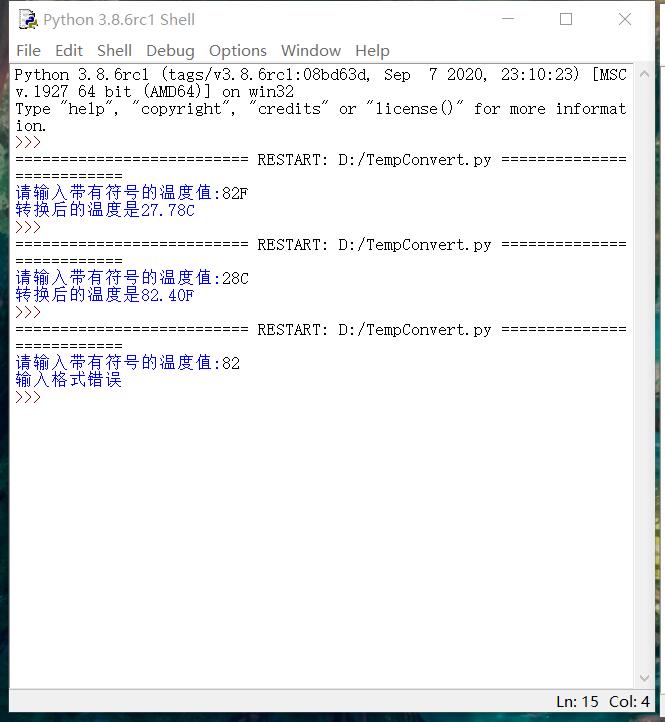 Python 3.8.6rc1 Shell
File Edit Shell Debug Options Window Help
Python 3.8.6rc1 (tags/v3.8.6rc1:08bd63d, Sep  7 2020, 23:10:23) [MSC
v.1927 64 bit (AMD64)] on win32
Type "help", "copyright", "credits" or "license()" for more informat
ion.
>>>
========================== RESTART: D:/TempConvert.py ==============
============
请输入带有符号的温度值:82F
转换后的温度是27.78C
>>>
========================== RESTART: D:/TempConvert.py ==============
============
请输入带有符号的温度值:28C
转换后的温度是82.40F
>>>
========================== RESTART: D:/TempConvert.py ==============
============
请输入带有符号的温度值:82
输入格式错误
>>>
Ln: 15 Col: 4